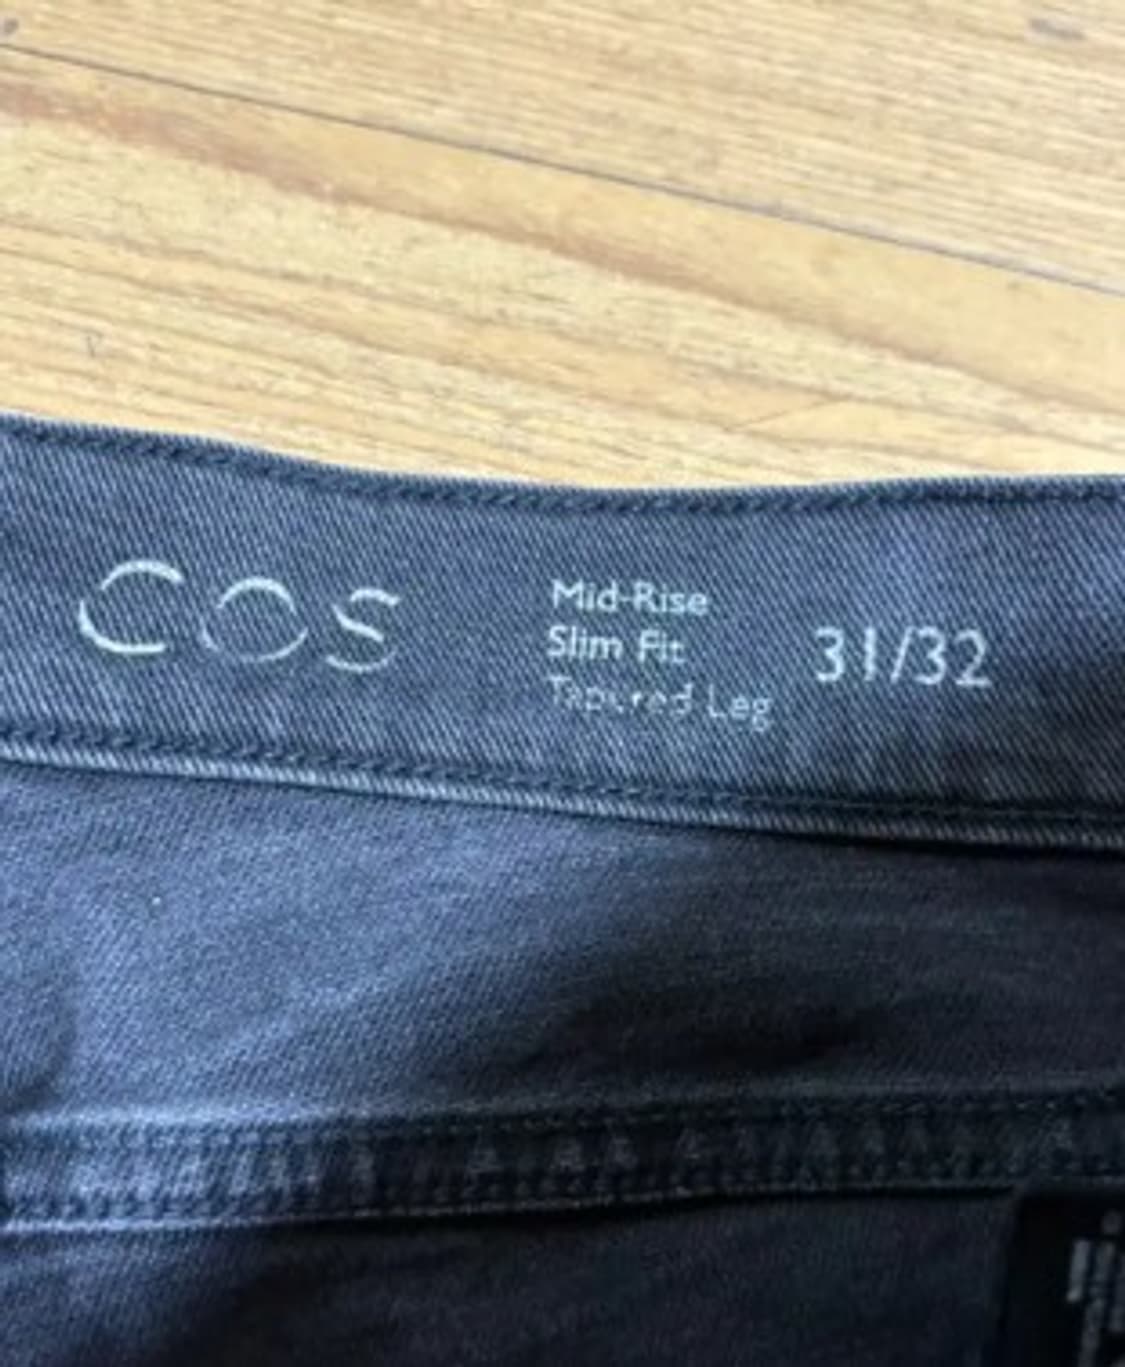 COS
Mid-Rise
Slim Fit
Tapered Leg
31/32